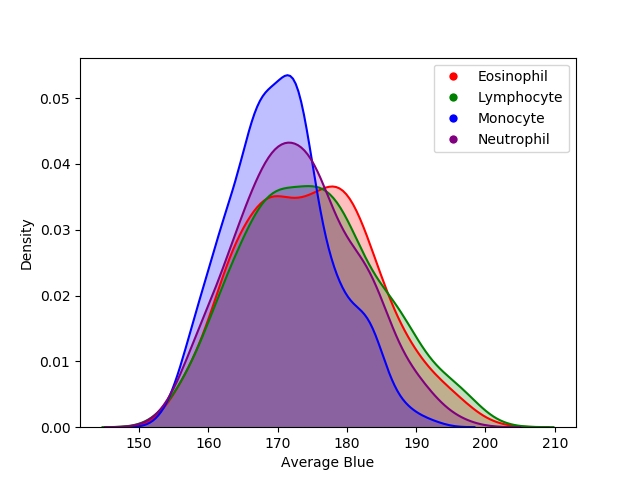 Eosinophil
Lymphocyte
Monocyte
Neutrophil
0.05
0.04
0.03
0.02
0.01
0.00
Density
150 160 170 180 190 200 210
Average Blue